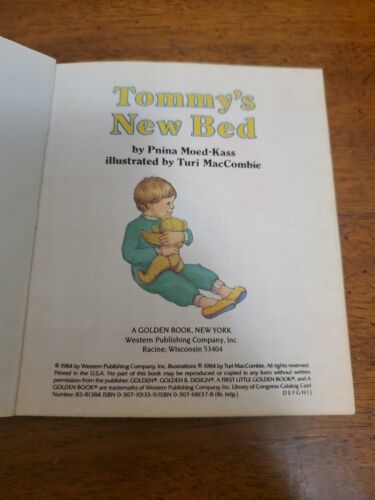 Tommy's
New Bed
by Pnina Moed-Kass
illustrated by Turi MacCombie
A GOLDEN BOOK, NEW YORK
Western Publishing Company, Inc.
Racine, Wisconsin 53404
© 1984 by Western Publishing Company, Inc. Illustrations © 1984 by Turi MacCombie. All rights reserved.
Printed in the U.S.A. No part of this book may be reproduced or copied in any form without written
permission from the publisher. GOLDEN®, GOLDEN & DESIGN®, A FIRST LITTLE GOLDEN BOOK®, and A
GOLDEN BOOK® are trademarks of Western Publishing Company, Inc. Library of Congress Catalog Card
Number: 83-81384 ISBN 0-307-10133-9/ISBN 0-307-68137-8 (lib. bdg.)
D E F G H I J